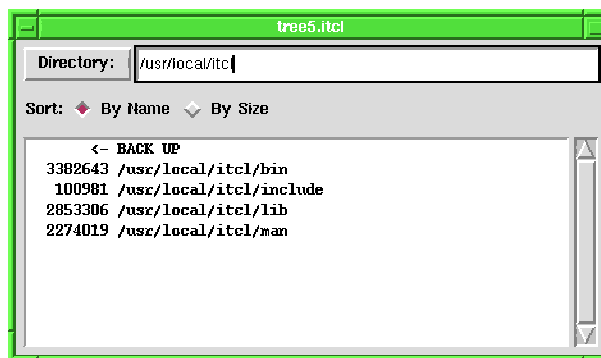 tree5.itcl
Directory: /usr/local/itcl
Sort: By Name By Size
<- BACK UP
3382643 /usr/local/itcl/bin
100981 /usr/local/itcl/include
2853306 /usr/local/itcl/lib
2274019 /usr/local/itcl/man